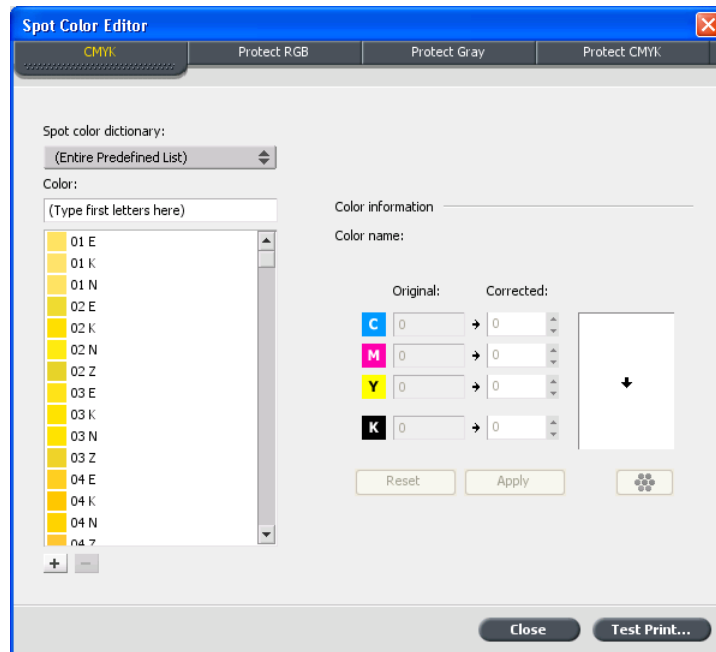 Spot Color Editor
CMYK Protect RGB Protect Gray Protect CMYK
Spot color dictionary:
(Entire Predefined List)
Color:
(Type first letters here)
01 E
01 K
01 N
02 E
02 K
02 N
02 Z
03 E
03 K
03 N
03 Z
04 E
04 K
04 N
04 Z
+ −
Color information
Color name:
Original: Corrected:
C 0 0
M 0 0
Y 0 0
K 0 0
Reset Apply
Close Test Print...